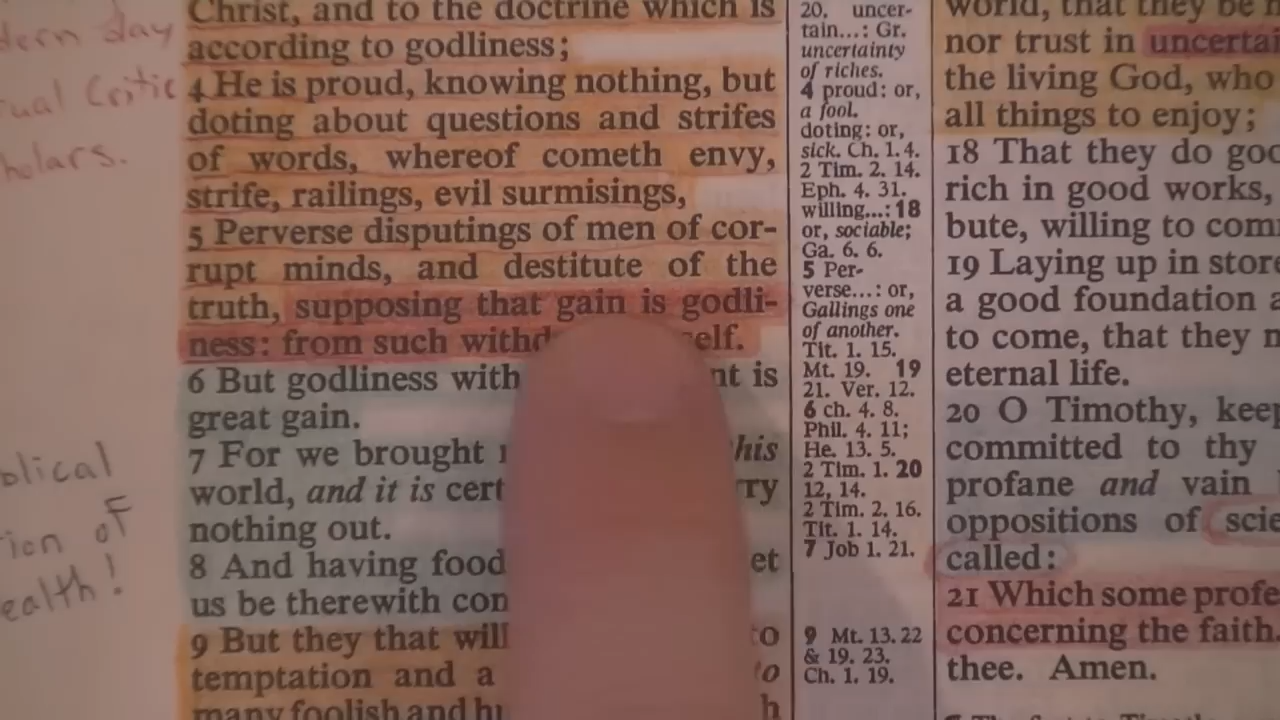 dern day
ual Critic
holars.
blical
ion of
ealth!
Christ, and to the doctrine which is
according to godliness;
4 He is proud, knowing nothing, but
doting about questions and strifes
of words, whereof cometh envy,
strife, railings, evil surmisings,
5 Perverse disputings of men of cor-
rupt minds, and destitute of the
truth, supposing that gain is godli-
ness: from such withd self.
6 But godliness with nt is
great gain.
7 For we brought his
world, and it is cert ry
nothing out.
8 And having food et
us be therewith con
9 But they that will to
temptation and a to
many foolish and hu h
20. uncer-
tain...: Gr.
uncertainty
of riches.
4 proud: or,
a fool.
doting: or,
sick. Ch. 1. 4.
2 Tim. 2. 14.
Eph. 4. 31.
willing...: 18
or, sociable;
Ga. 6. 6.
5 Per-
verse...: or,
Gallings one
of another.
Tit. 1. 15.
Mt. 19. 19
21. Ver. 12.
6 ch. 4. 8.
Phil. 4. 11;
He. 13. 5.
2 Tim. 1. 20
12, 14.
2 Tim. 2. 16.
Tit. 1. 14.
7 Job 1. 21.
9 Mt. 13. 22
& 19. 23.
Ch. 1. 19.
world, that they be
nor trust in uncertai
the living God, who
all things to enjoy;
18 That they do goo
rich in good works,
bute, willing to com
19 Laying up in store
a good foundation a
to come, that they
eternal life.
20 O Timothy, keep
committed to thy
profane and vain
oppositions of scie
called:
21 Which some profe
concerning the faith.
thee. Amen.